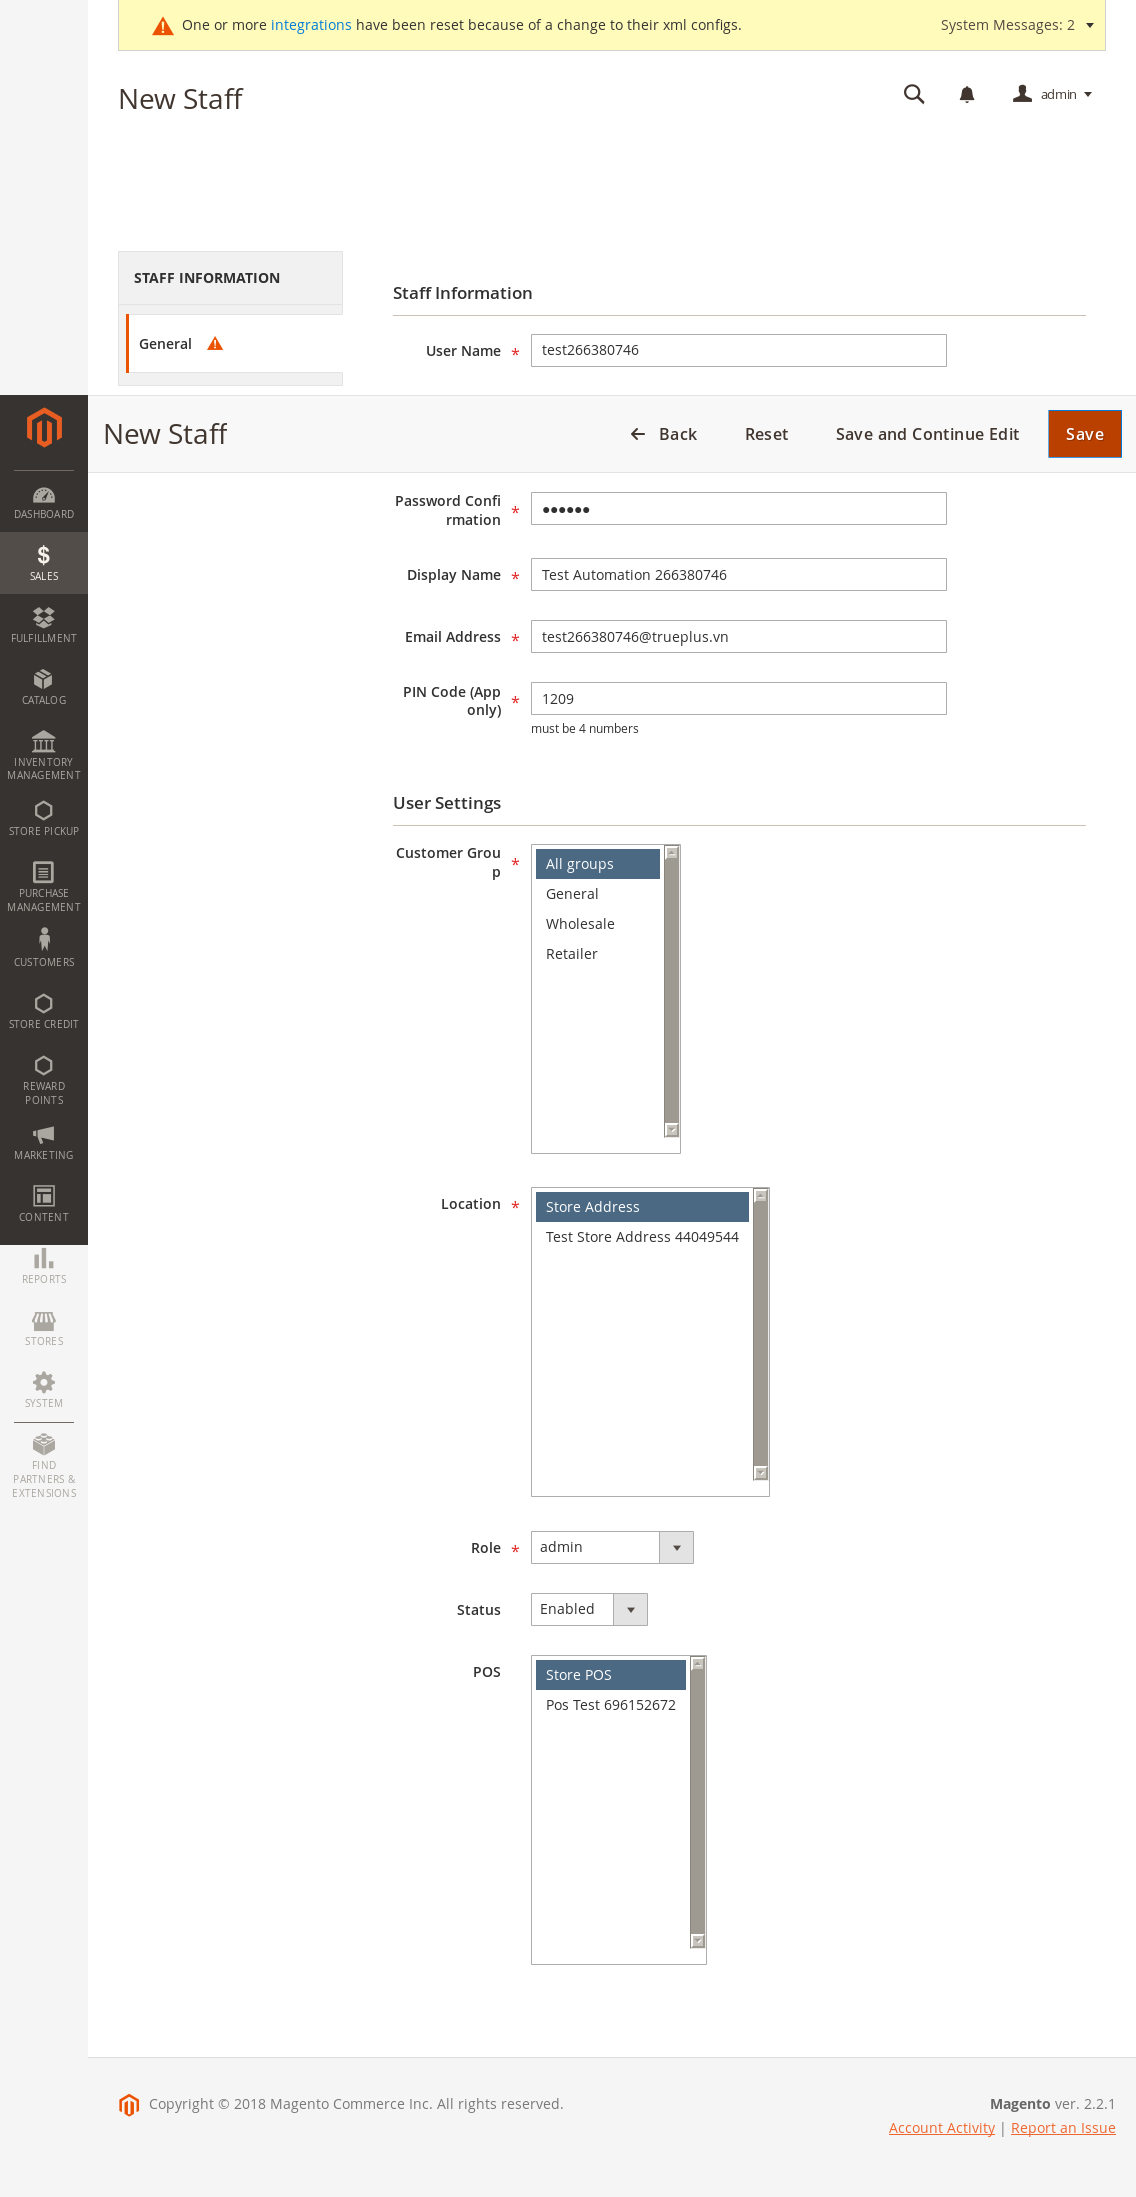 One or more integrations have been reset because of a change to their xml configs.
System Messages: 2
New Staff
admin
STAFF INFORMATION
General
Staff Information
User Name *
test266380746
New Staff
Back
Reset
Save and Continue Edit
Save
DASHBOARD
SALES
FULFILLMENT
CATALOG
INVENTORY
MANAGEMENT
STORE PICKUP
PURCHASE
MANAGEMENT
CUSTOMERS
STORE CREDIT
REWARD
POINTS
MARKETING
CONTENT
REPORTS
STORES
SYSTEM
FIND
PARTNERS &
EXTENSIONS
Password Confi
rmation *
●●●●●●
Display Name *
Test Automation 266380746
Email Address *
test266380746@trueplus.vn
PIN Code (App
only) *
1209
must be 4 numbers
User Settings
Customer Grou
p *
All groups
General
Wholesale
Retailer
Location *
Store Address
Test Store Address 44049544
Role *
admin
Status
Enabled
POS
Store POS
Pos Test 696152672
Copyright © 2018 Magento Commerce Inc. All rights reserved.
Magento ver. 2.2.1
Account Activity | Report an Issue